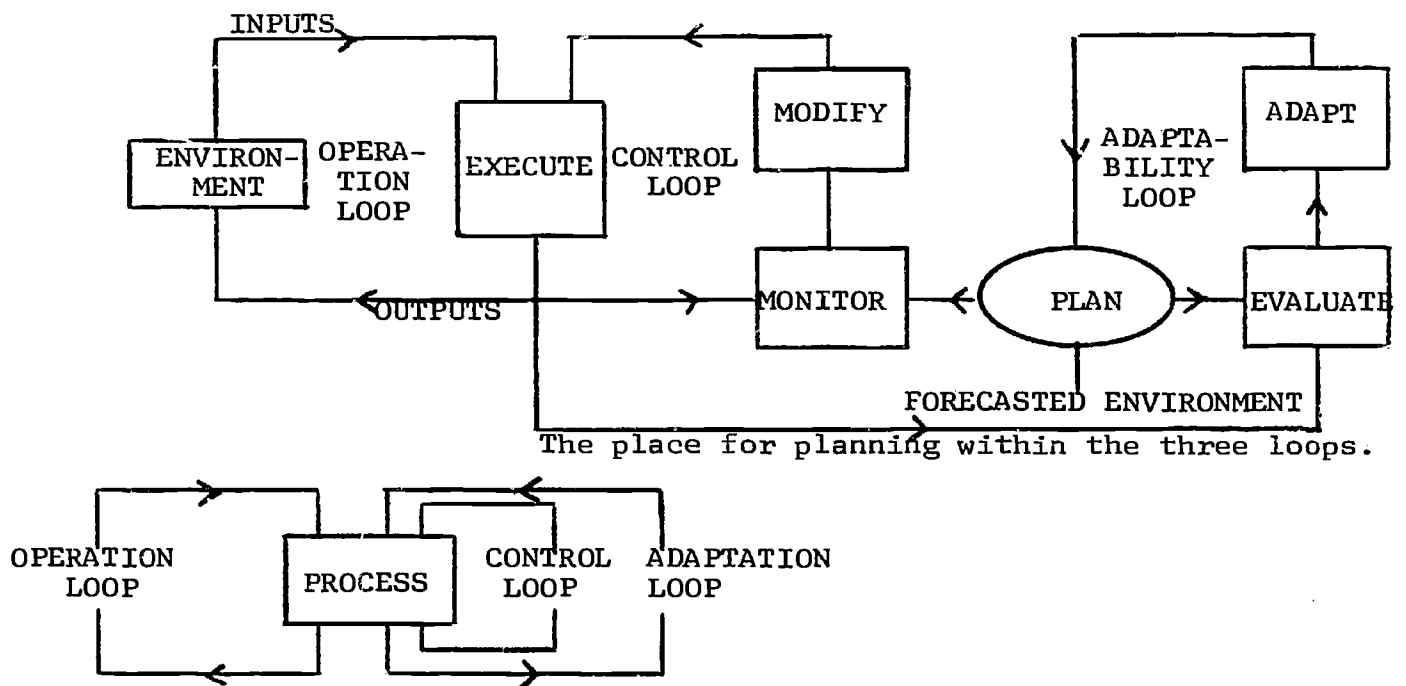 INPUTS
MODIFY
ADAPT
ENVIRON-
MENT
OPERA-
TION
LOOP
EXECUTE
CONTROL
LOOP
ADAPTA-
BILITY
LOOP
OUTPUTS
MONITOR
PLAN
EVALUATE
FORECASTED ENVIRONMENT
The place for planning within the three loops.
OPERATION
LOOP
PROCESS
CONTROL
LOOP
ADAPTATION
LOOP